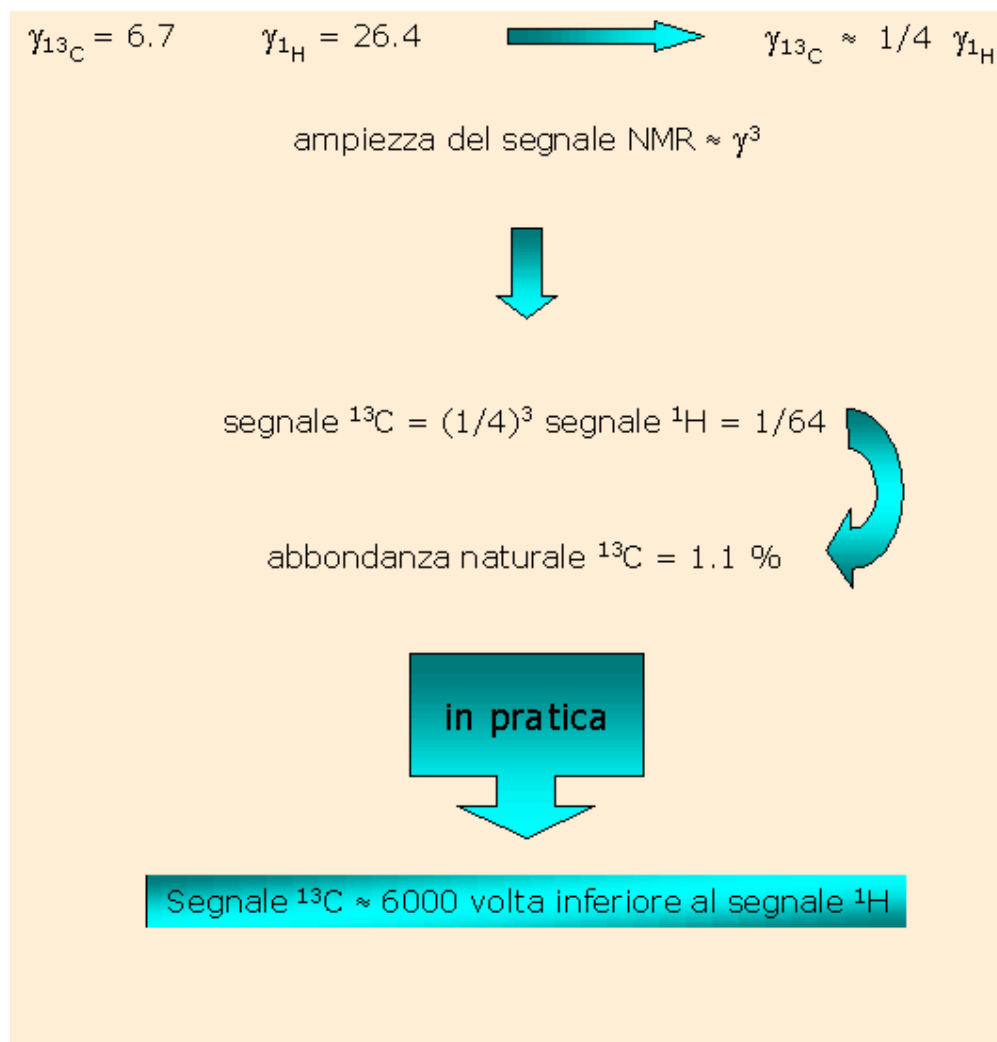 γ₁₃C = 6.7 γ₁H = 26.4 γ₁₃C ≈ 1/4 γ₁H
ampiezza del segnale NMR ≈ γ³
segnale ¹³C = (1/4)³ segnale ¹H = 1/64
abbondanza naturale ¹³C = 1.1 %
in pratica
Segnale ¹³C ≈ 6000 volta inferiore al segnale ¹H